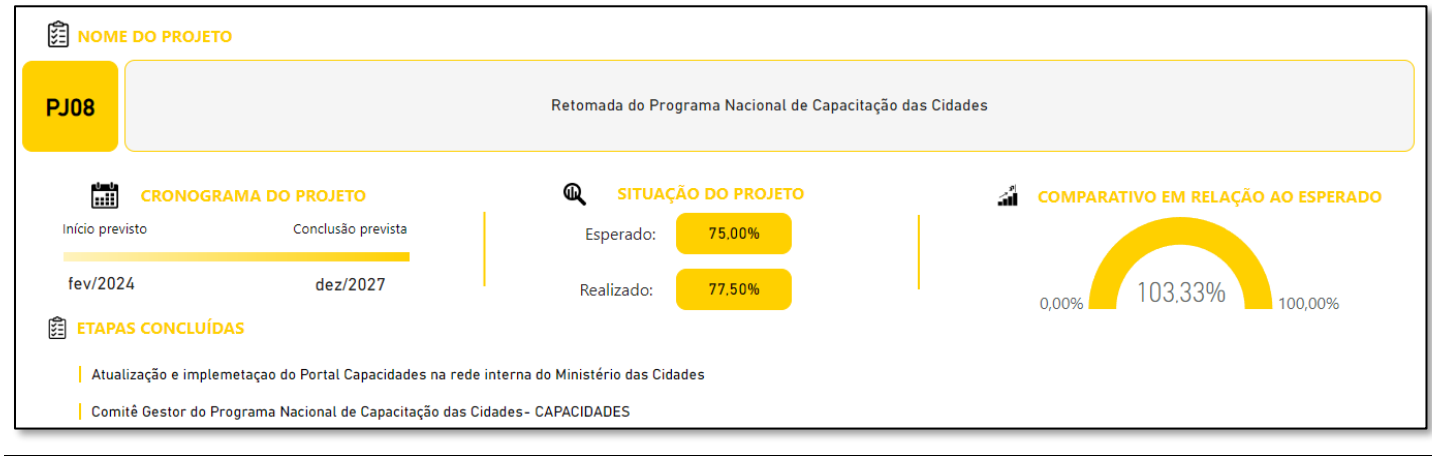 NOME DO PROJETO
PJ08
Retomada do Programa Nacional de Capacitação das Cidades
CRONOGRAMA DO PROJETO
Início previsto
Conclusão prevista
fev/2024
dez/2027
SITUAÇÃO DO PROJETO
Esperado:
75,00%
Realizado:
77,50%
COMPARATIVO EM RELAÇÃO AO ESPERADO
0,00%
103,33%
100,00%
ETAPAS CONCLUÍDAS
Atualização e implemetaçao do Portal Capacidades na rede interna do Ministério das Cidades
Comitê Gestor do Programa Nacional de Capacitação das Cidades- CAPACIDADES